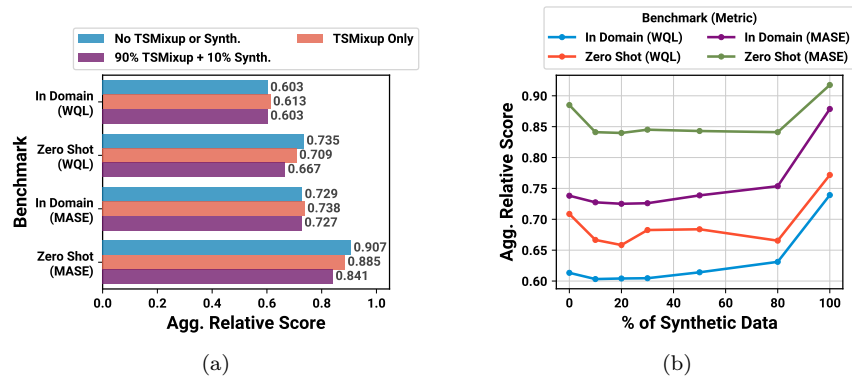 No TSMixup or Synth.
TSMixup Only
90% TSMixup + 10% Synth.
Benchmark
In Domain
(WQL)
0.603
0.613
0.603
Zero Shot
(WQL)
0.735
0.709
0.667
In Domain
(MASE)
0.729
0.738
0.727
Zero Shot
(MASE)
0.907
0.885
0.841
0.0 0.2 0.4 0.6 0.8 1.0
Agg. Relative Score
(a)
Benchmark (Metric)
In Domain (WQL)
In Domain (MASE)
Zero Shot (WQL)
Zero Shot (MASE)
Agg. Relative Score
0.90
0.85
0.80
0.75
0.70
0.65
0.60
0 20 40 60 80 100
% of Synthetic Data
(b)